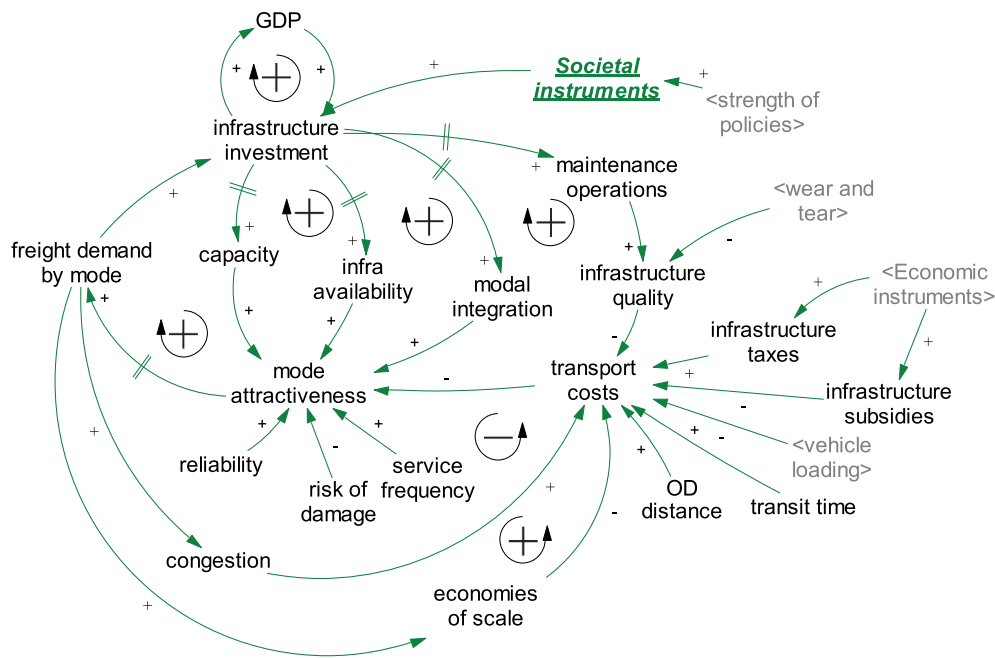 GDP
Societal
instruments
<strength of
policies>
infrastructure
investment
maintenance
operations
<wear and
tear>
freight demand
by mode
capacity
infra
availability
modal
integration
infrastructure
quality
<Economic
instruments>
infrastructure
taxes
mode
attractiveness
transport
costs
infrastructure
subsidies
reliability
risk of
damage
service
frequency
<vehicle
loading>
OD
distance
transit time
congestion
economies
of scale